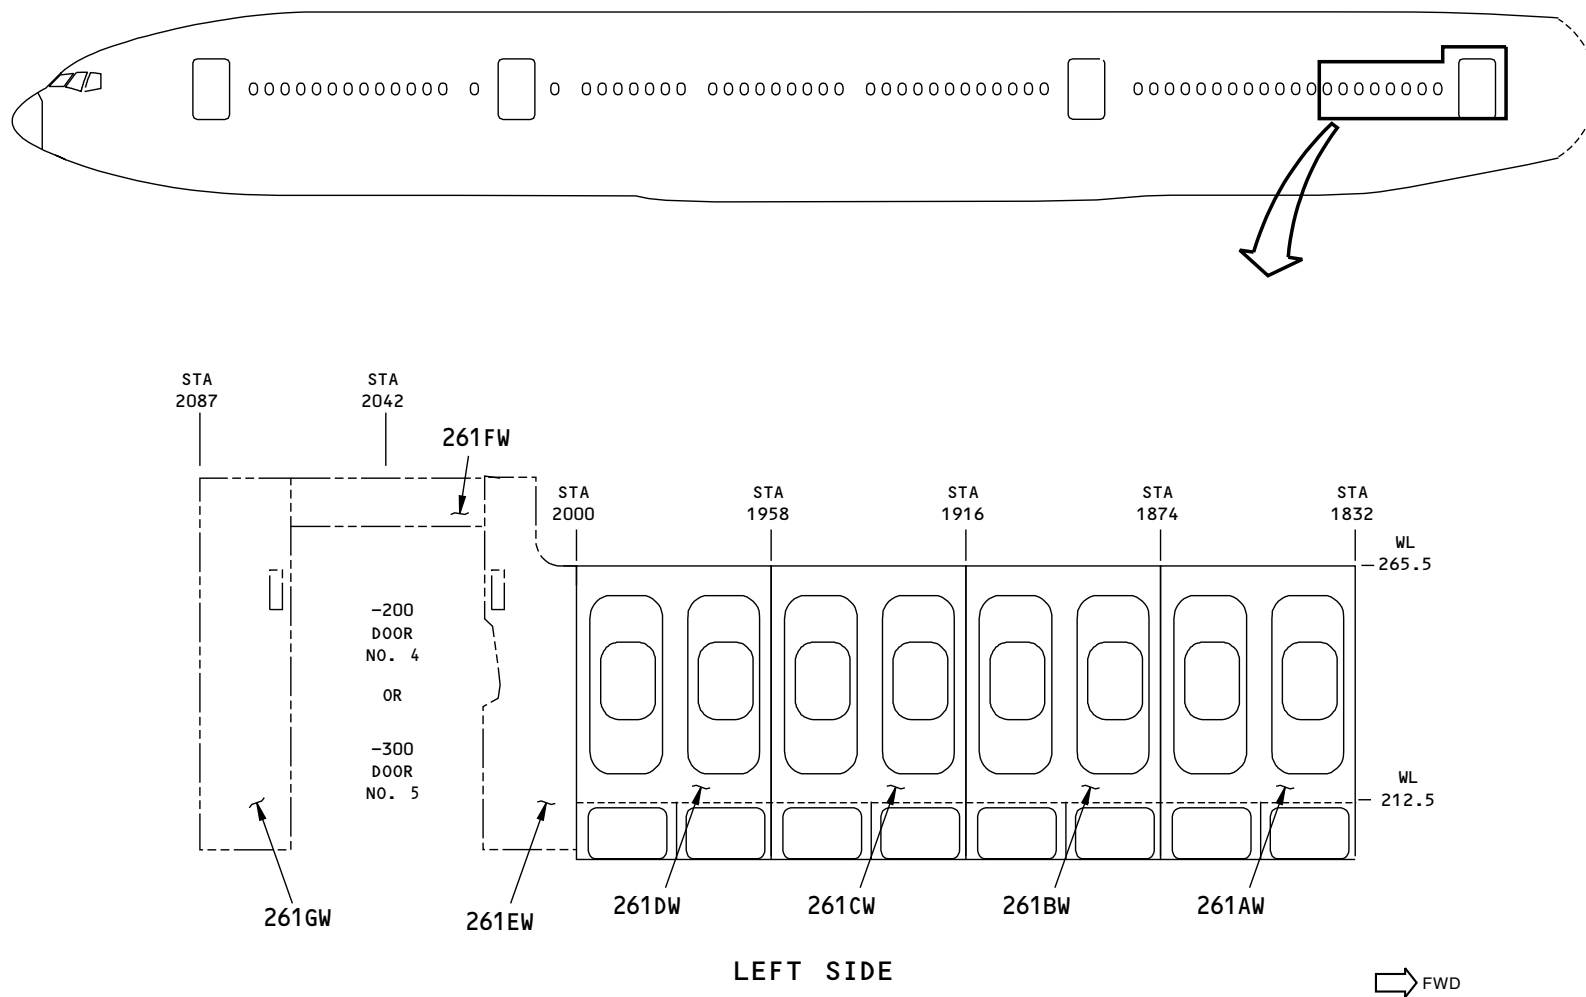 STA
2087
STA
2042
261FW
STA
2000
STA
1958
STA
1916
STA
1874
STA
1832
WL
265.5
-200
DOOR
NO. 4
OR
-300
DOOR
NO. 5
WL
212.5
261GW
261EW
261DW
261CW
261BW
261AW
LEFT SIDE
FWD